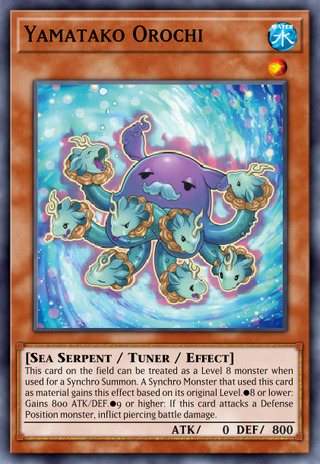 Yamatako Orochi
WATER
水
[Sea Serpent / Tuner / Effect]
This card on the field can be treated as a Level 8 monster when
used for a Synchro Summon. A Synchro Monster that used this card
as material gains this effect based on its original Level.●8 or lower:
Gains 800 ATK/DEF.●9 or higher: If this card attacks a Defense
Position monster, inflict piercing battle damage.
ATK/ 0 DEF/ 800